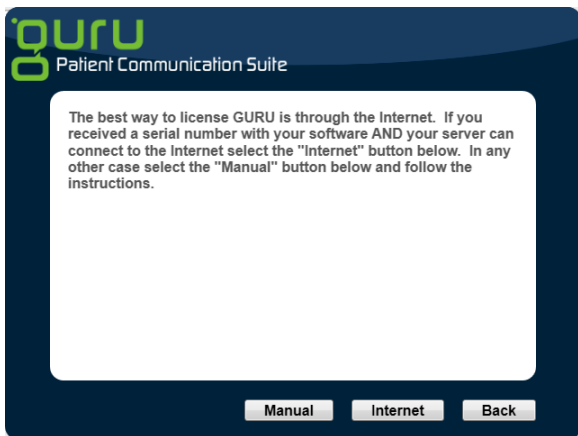 guru
Patient Communication Suite
The best way to license GURU is through the Internet.  If you
received a serial number with your software AND your server can
connect to the Internet select the "Internet" button below.  In any
other case select the "Manual" button below and follow the
instructions.
Manual Internet Back